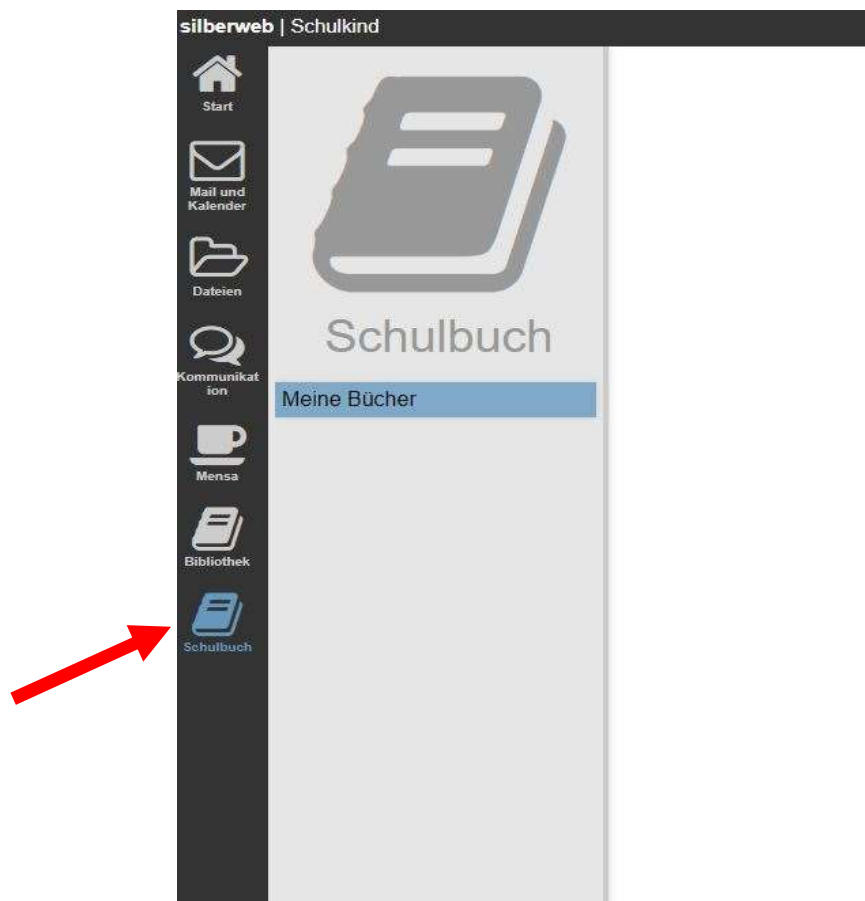 silberweb | Schulkind
Start
Mail und
Kalender
Dateien
Kommunikat
ion
Mensa
Bibliothek
Schulbuch
Schulbuch
Meine Bücher